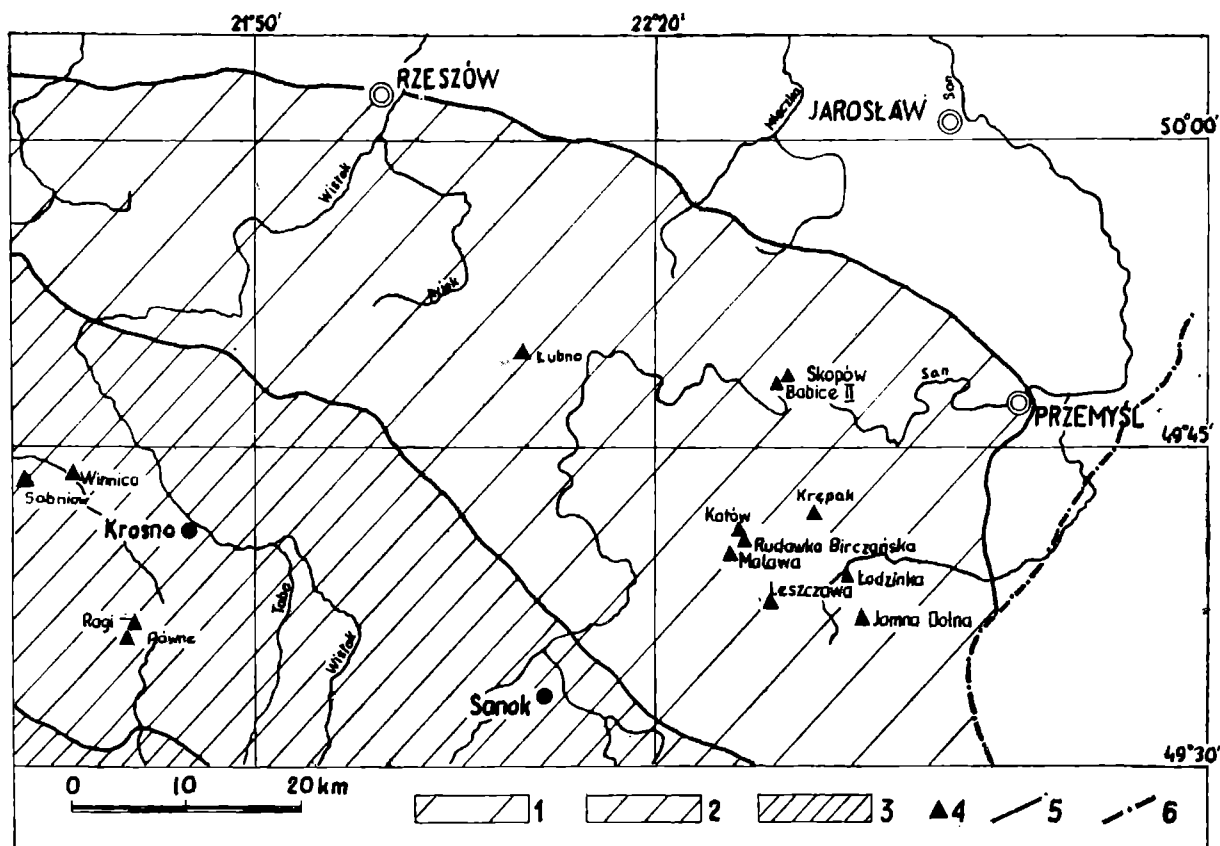 21°50'
22°20'
RZESZÓW
Mleczka
JAROSŁAW
San
50°00'
Wisłok
Łubno
Skopów
Babice II
San
PRZEMYŚL
49°45'
Winnica
Sobniów
Krosno
Krępak
Kotów
Rudawka Birczańska
Malawa
Łodzinka
Leszczawa
Jamna Dolna
Rogi
Równe
Taba
Wisłok
Sanok
49°30'
0 10 20 km
1 2 3 4 5 6